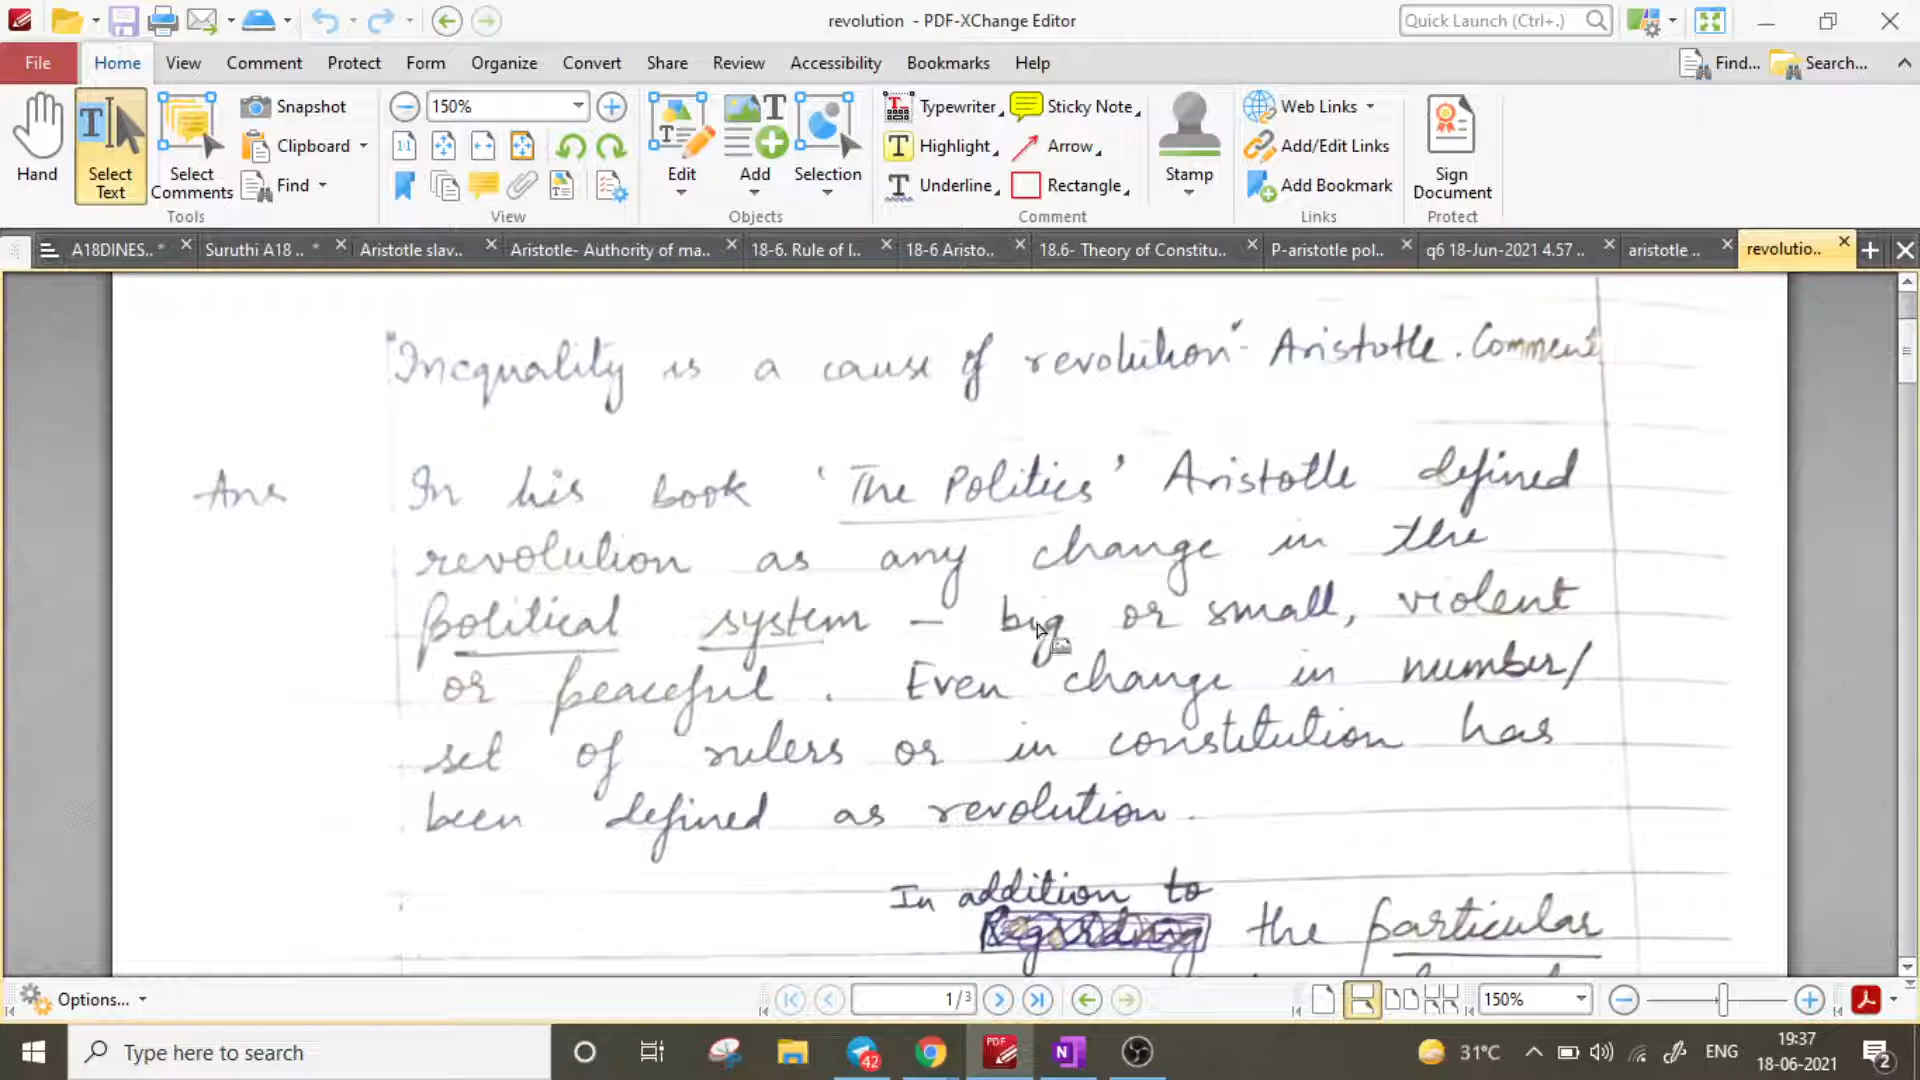 revolution - PDF-XChange Editor
Quick Launch (Ctrl+.)
File Home View Comment Protect Form Organize Convert Share Review Accessibility Bookmarks Help Find... Search...
Hand
Select Text
Select Comments
Snapshot
Clipboard
Find
Tools
150%
View
Edit
Add
Selection
Objects
Typewriter
Sticky Note
Highlight
Arrow
Underline
Rectangle
Comment
Stamp
Web Links
Add/Edit Links
Add Bookmark
Links
Sign Document
Protect
A18DINES.. * Suruthi A18 .. * Aristotle slav.. Aristotle- Authority of ma.. 18-6. Rule of l.. 18-6 Aristo.. 18.6- Theory of Constitu.. P-aristotle pol.. q6 18-Jun-2021 4.57 .. aristotle .. revolutio..
"Inequality is a cause of revolution" - Aristotle. Comment
Ans In his book 'The Politics' Aristotle defined
revolution as any change in the
political system - big or small, violent
or peaceful. Even change in number/
set of rulers or in constitution has
been defined as revolution.
In addition to
Regarding the particular
Options...
1/3
150%
Type here to search
42
31°C
ENG
19:37
18-06-2021
2